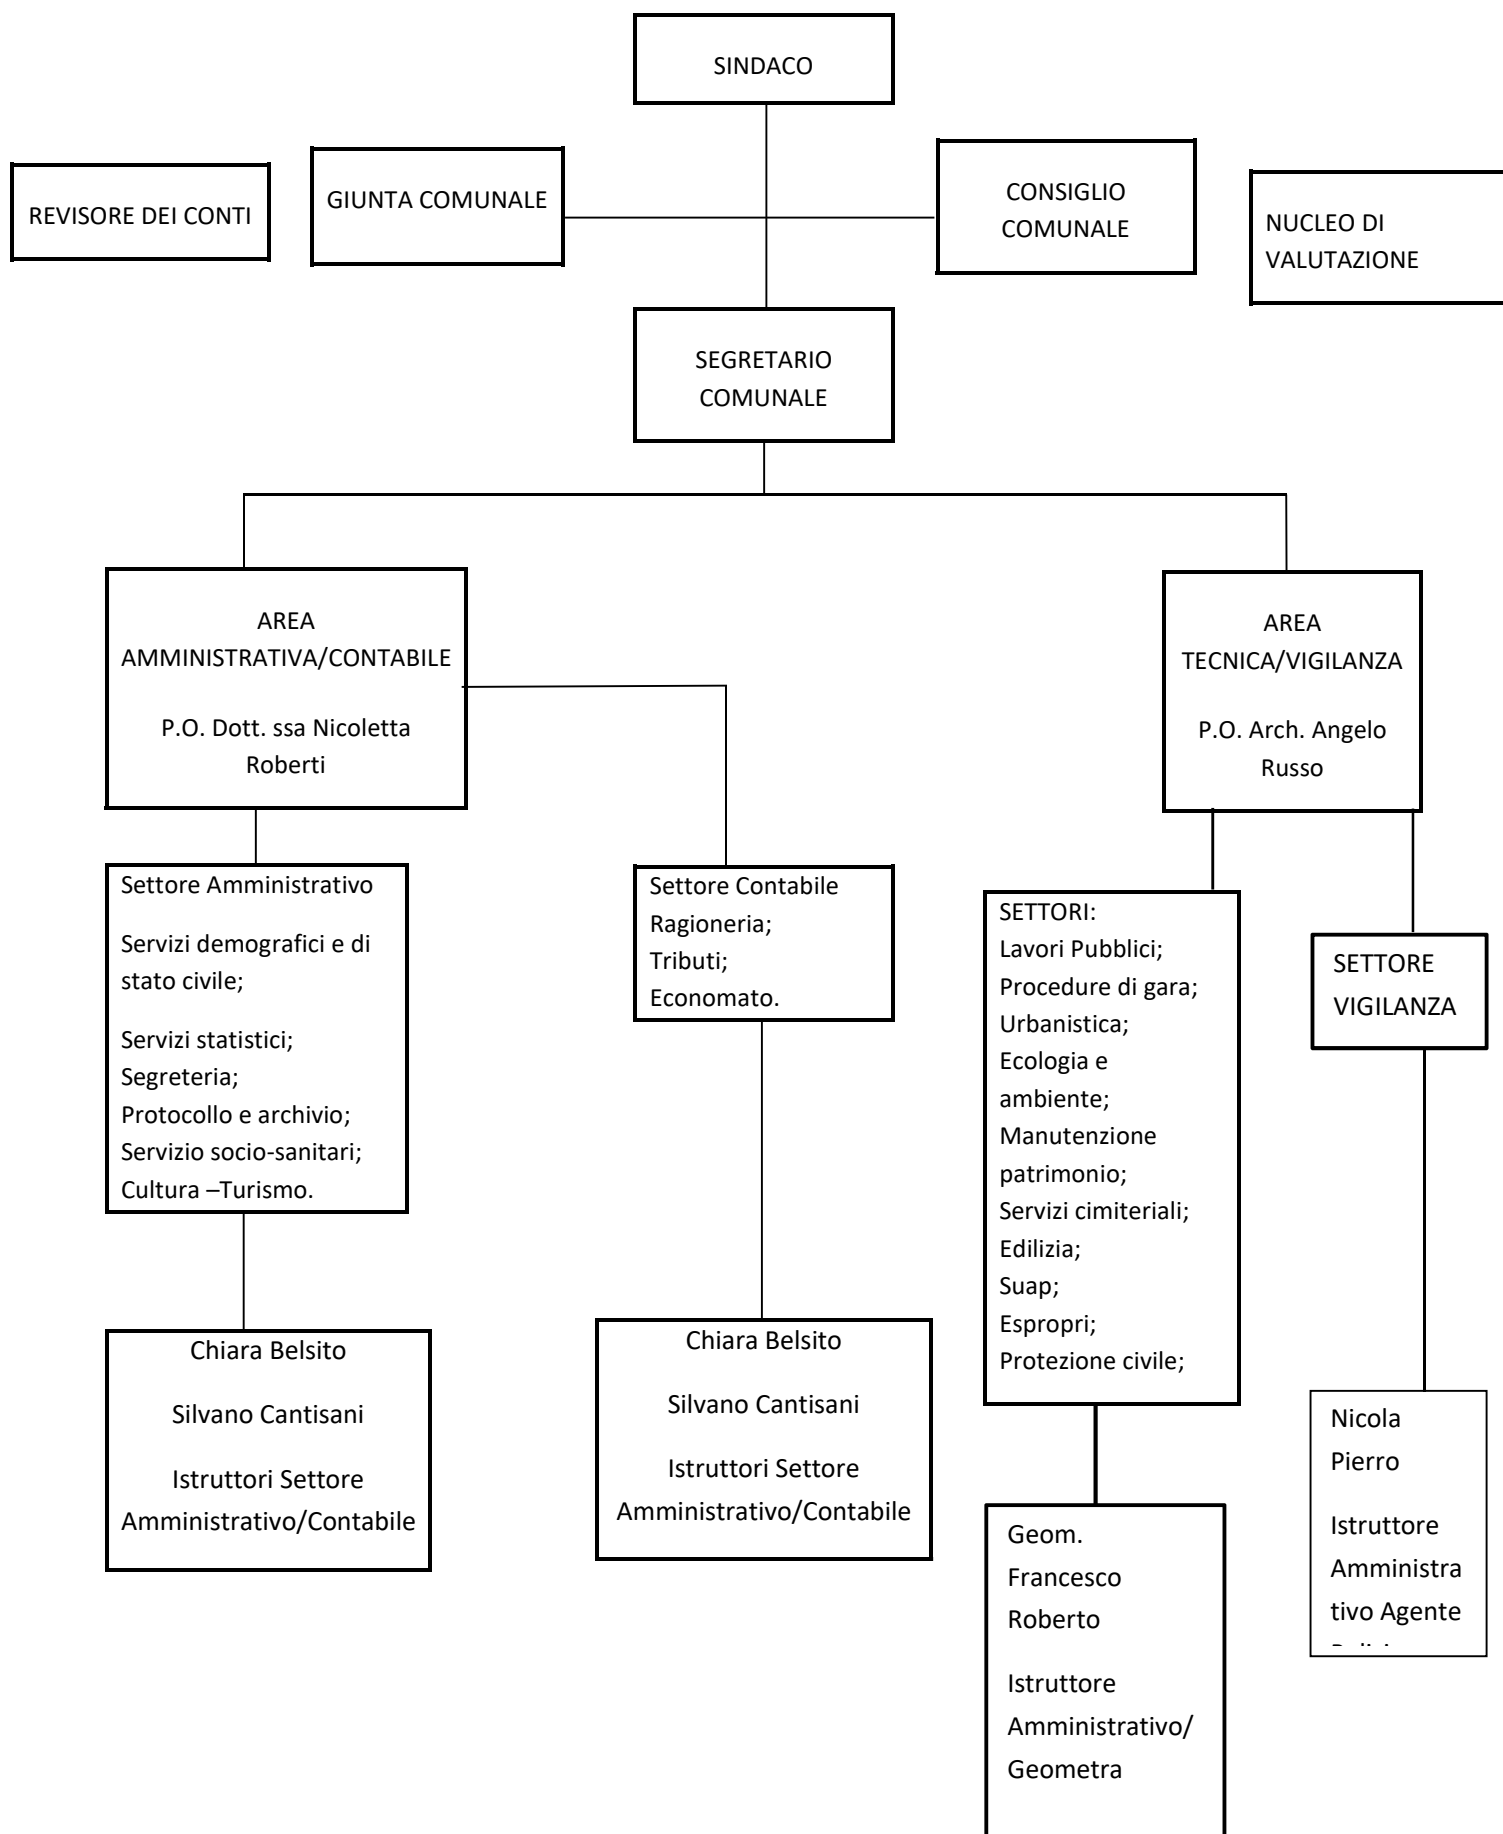 SINDACO
REVISORE DEI CONTI
GIUNTA COMUNALE
CONSIGLIO
COMUNALE
NUCLEO DI
VALUTAZIONE
SEGRETARIO
COMUNALE
AREA
AMMINISTRATIVA/CONTABILE
P.O. Dott. ssa Nicoletta
Roberti
AREA
TECNICA/VIGILANZA
P.O. Arch. Angelo
Russo
Settore Amministrativo
Servizi demografici e di
stato civile;
Servizi statistici;
Segreteria;
Protocollo e archivio;
Servizio socio-sanitari;
Cultura –Turismo.
Settore Contabile
Ragioneria;
Tributi;
Economato.
SETTORI:
Lavori Pubblici;
Procedure di gara;
Urbanistica;
Ecologia e
ambiente;
Manutenzione
patrimonio;
Servizi cimiteriali;
Edilizia;
Suap;
Espropri;
Protezione civile;
SETTORE
VIGILANZA
Chiara Belsito
Silvano Cantisani
Istruttori Settore
Amministrativo/Contabile
Chiara Belsito
Silvano Cantisani
Istruttori Settore
Amministrativo/Contabile
Geom.
Francesco
Roberto
Istruttore
Amministrativo/
Geometra
Nicola
Pierro
Istruttore
Amministra
tivo Agente